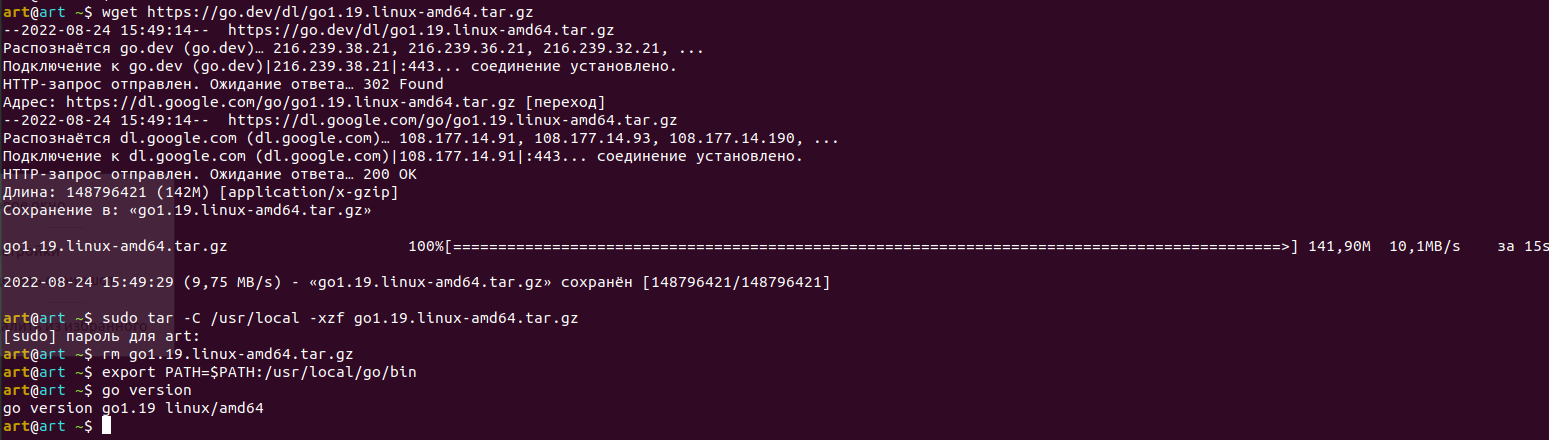 art@art ~$ wget https://go.dev/dl/go1.19.linux-amd64.tar.gz
--2022-08-24 15:49:14--  https://go.dev/dl/go1.19.linux-amd64.tar.gz
Распознаётся go.dev (go.dev)… 216.239.38.21, 216.239.36.21, 216.239.32.21, ...
Подключение к go.dev (go.dev)|216.239.38.21|:443... соединение установлено.
HTTP-запрос отправлен. Ожидание ответа… 302 Found
Адрес: https://dl.google.com/go/go1.19.linux-amd64.tar.gz [переход]
--2022-08-24 15:49:14--  https://dl.google.com/go/go1.19.linux-amd64.tar.gz
Распознаётся dl.google.com (dl.google.com)… 108.177.14.91, 108.177.14.93, 108.177.14.190, ...
Подключение к dl.google.com (dl.google.com)|108.177.14.91|:443... соединение установлено.
HTTP-запрос отправлен. Ожидание ответа… 200 OK
Длина: 148796421 (142M) [application/x-gzip]
Сохранение в: «go1.19.linux-amd64.tar.gz»
go1.19.linux-amd64.tar.gz 100%[============================================================================================>] 141,90M 10,1MB/s за 15s
2022-08-24 15:49:29 (9,75 MB/s) - «go1.19.linux-amd64.tar.gz» сохранён [148796421/148796421]
art@art ~$ sudo tar -C /usr/local -xzf go1.19.linux-amd64.tar.gz
[sudo] пароль для art:
art@art ~$ rm go1.19.linux-amd64.tar.gz
art@art ~$ export PATH=$PATH:/usr/local/go/bin
art@art ~$ go version
go version go1.19 linux/amd64
art@art ~$